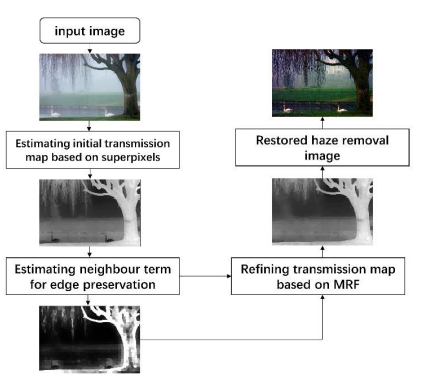 input image
Estimating initial transmission
map based on superpixels
Estimating neighbour term
for edge preservation
Refining transmission map
based on MRF
Restored haze removal
image